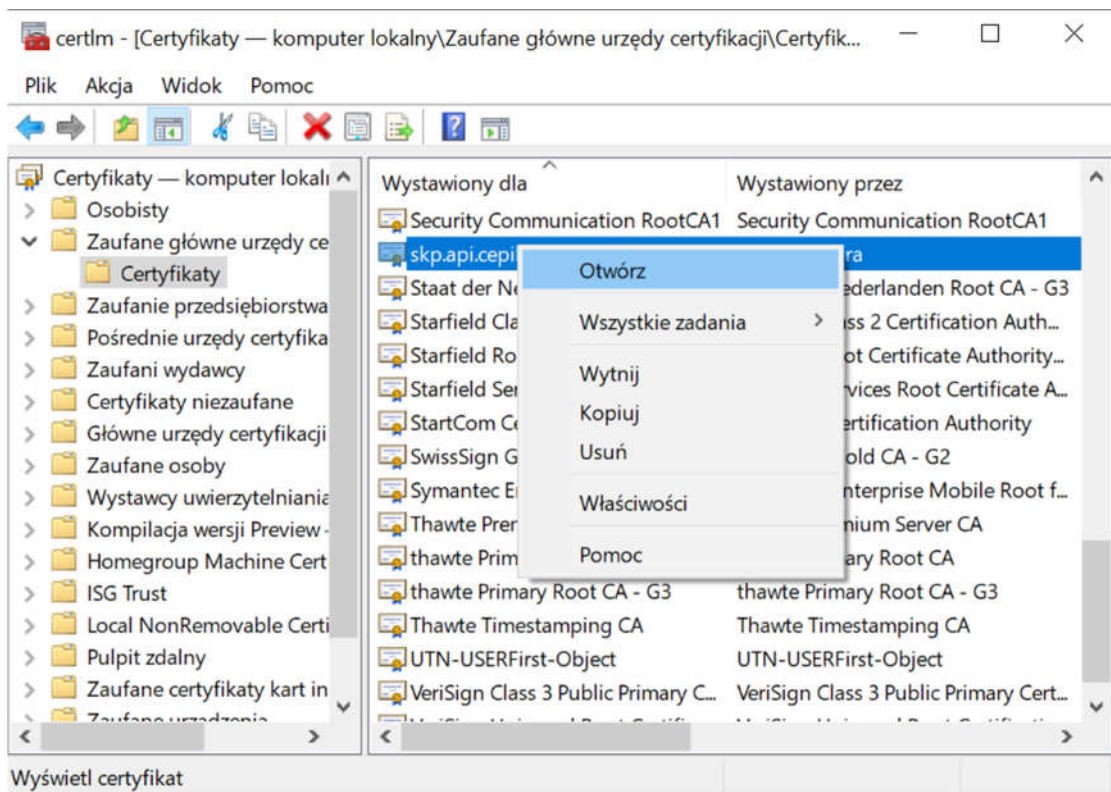 certlm - [Certyfikaty — komputer lokalny\Zaufane główne urzędy certyfikacji\Certyfik...
Plik Akcja Widok Pomoc
Certyfikaty — komputer lokalı
Osobisty
Zaufane główne urzędy ce
Certyfikaty
Zaufanie przedsiębiorstwa
Pośrednie urzędy certyfika
Zaufani wydawcy
Certyfikaty niezaufane
Główne urzędy certyfikacji
Zaufane osoby
Wystawcy uwierzytelniania
Kompilacja wersji Preview -
Homegroup Machine Cert
ISG Trust
Local NonRemovable Certi
Pulpit zdalny
Zaufane certyfikaty kart in
Zaufane urządzenia
Wystawiony dla Wystawiony przez
Security Communication RootCA1 Security Communication RootCA1
skp.api.cepi ra
Staat der Ne ederlanden Root CA - G3
Starfield Cla ss 2 Certification Auth...
Starfield Ro ot Certificate Authority...
Starfield Ser vices Root Certificate A...
StartCom Ce ertification Authority
SwissSign G old CA - G2
Symantec E nterprise Mobile Root f...
Thawte Prer mium Server CA
thawte Prim ary Root CA
thawte Primary Root CA - G3 thawte Primary Root CA - G3
Thawte Timestamping CA Thawte Timestamping CA
UTN-USERFirst-Object UTN-USERFirst-Object
VeriSign Class 3 Public Primary C... VeriSign Class 3 Public Primary Cert...
Otwórz
Wszystkie zadania
Wytnij
Kopiuj
Usuń
Właściwości
Pomoc
Wyświetl certyfikat